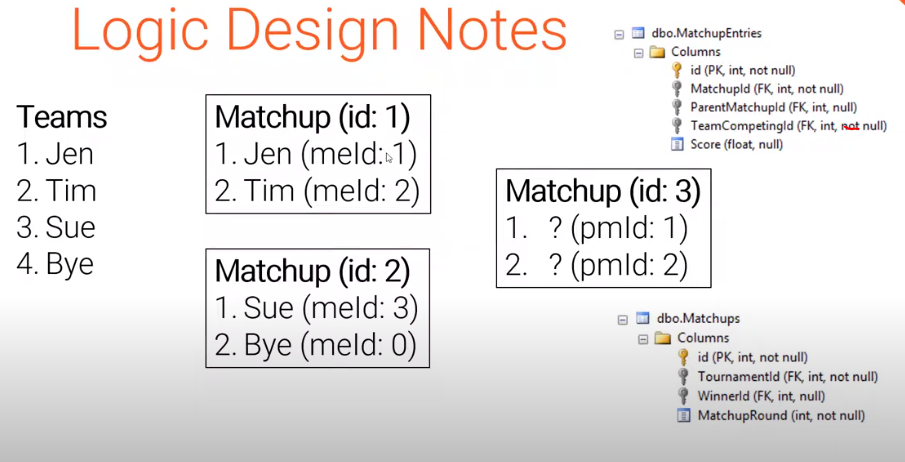 Logic Design Notes
Teams
1. Jen
2. Tim
3. Sue
4. Bye
Matchup (id: 1)
1. Jen (meId: 1)
2. Tim (meId: 2)
Matchup (id: 2)
1. Sue (meId: 3)
2. Bye (meId: 0)
Matchup (id: 3)
1. ? (pmId: 1)
2. ? (pmId: 2)
dbo.MatchupEntries
Columns
id (PK, int, not null)
MatchupId (FK, int, not null)
ParentMatchupId (FK, int, null)
TeamCompetingId (FK, int, not null)
Score (float, null)
dbo.Matchups
Columns
id (PK, int, not null)
TournamentId (FK, int, not null)
WinnerId (FK, int, null)
MatchupRound (int, not null)